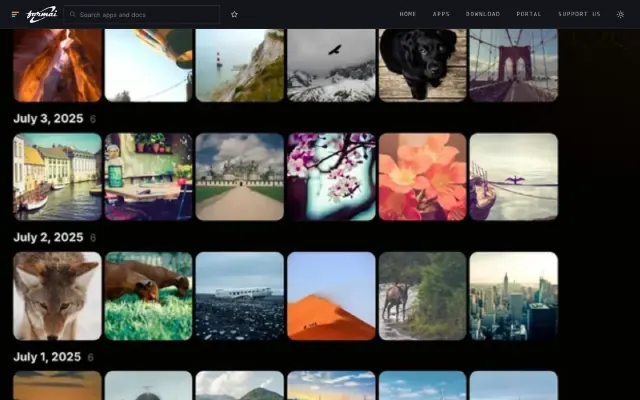 formai
Search apps and docs
HOME APPS DOWNLOAD PORTAL SUPPORT US
July 3, 2025 6
July 2, 2025 6
July 1, 2025 6